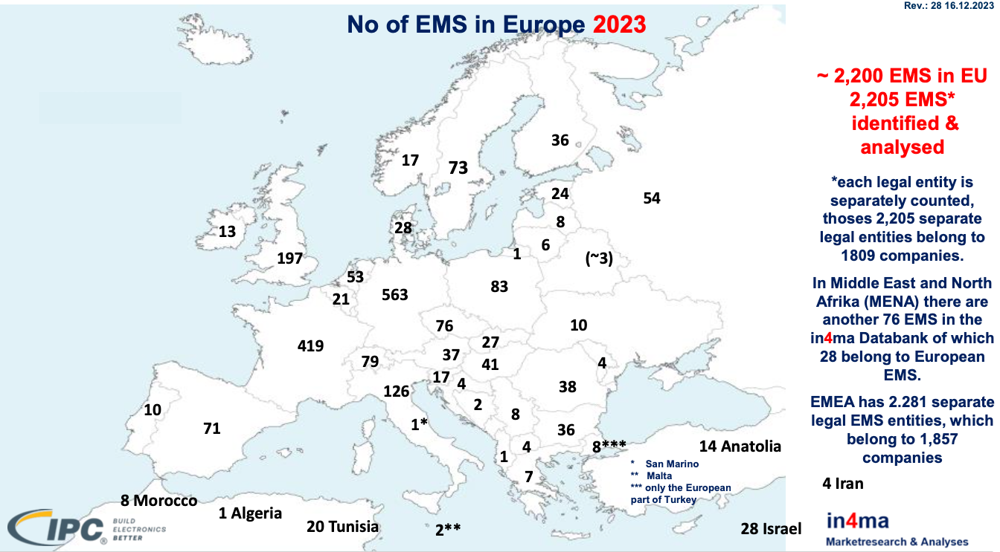 Rev.: 28 16.12.2023
No of EMS in Europe 2023
~ 2,200 EMS in EU
2,205 EMS*
identified &
analysed
*each legal entity is
separately counted,
thoses 2,205 separate
legal entities belong to
1809 companies.
In Middle East and North
Afrika (MENA) there are
another 76 EMS in the
in4ma Databank of which
28 belong to European
EMS.
EMEA has 2.281 separate
legal EMS entities, which
belong to 1,857
companies
36
17
73
24
54
8
28
13
6
1
(~3)
197
53
83
563
21
76
10
27
419
37
79
41
4
17
4
38
126
2
10
8
1*
71
36
4
8***
14 Anatolia
1
7
* San Marino
** Malta
*** only the European
part of Turkey
4 Iran
8 Morocco
1 Algeria
20 Tunisia
2**
28 Israel
IPC®
BUILD
ELECTRONICS
BETTER
in4ma
Marketresearch & Analyses